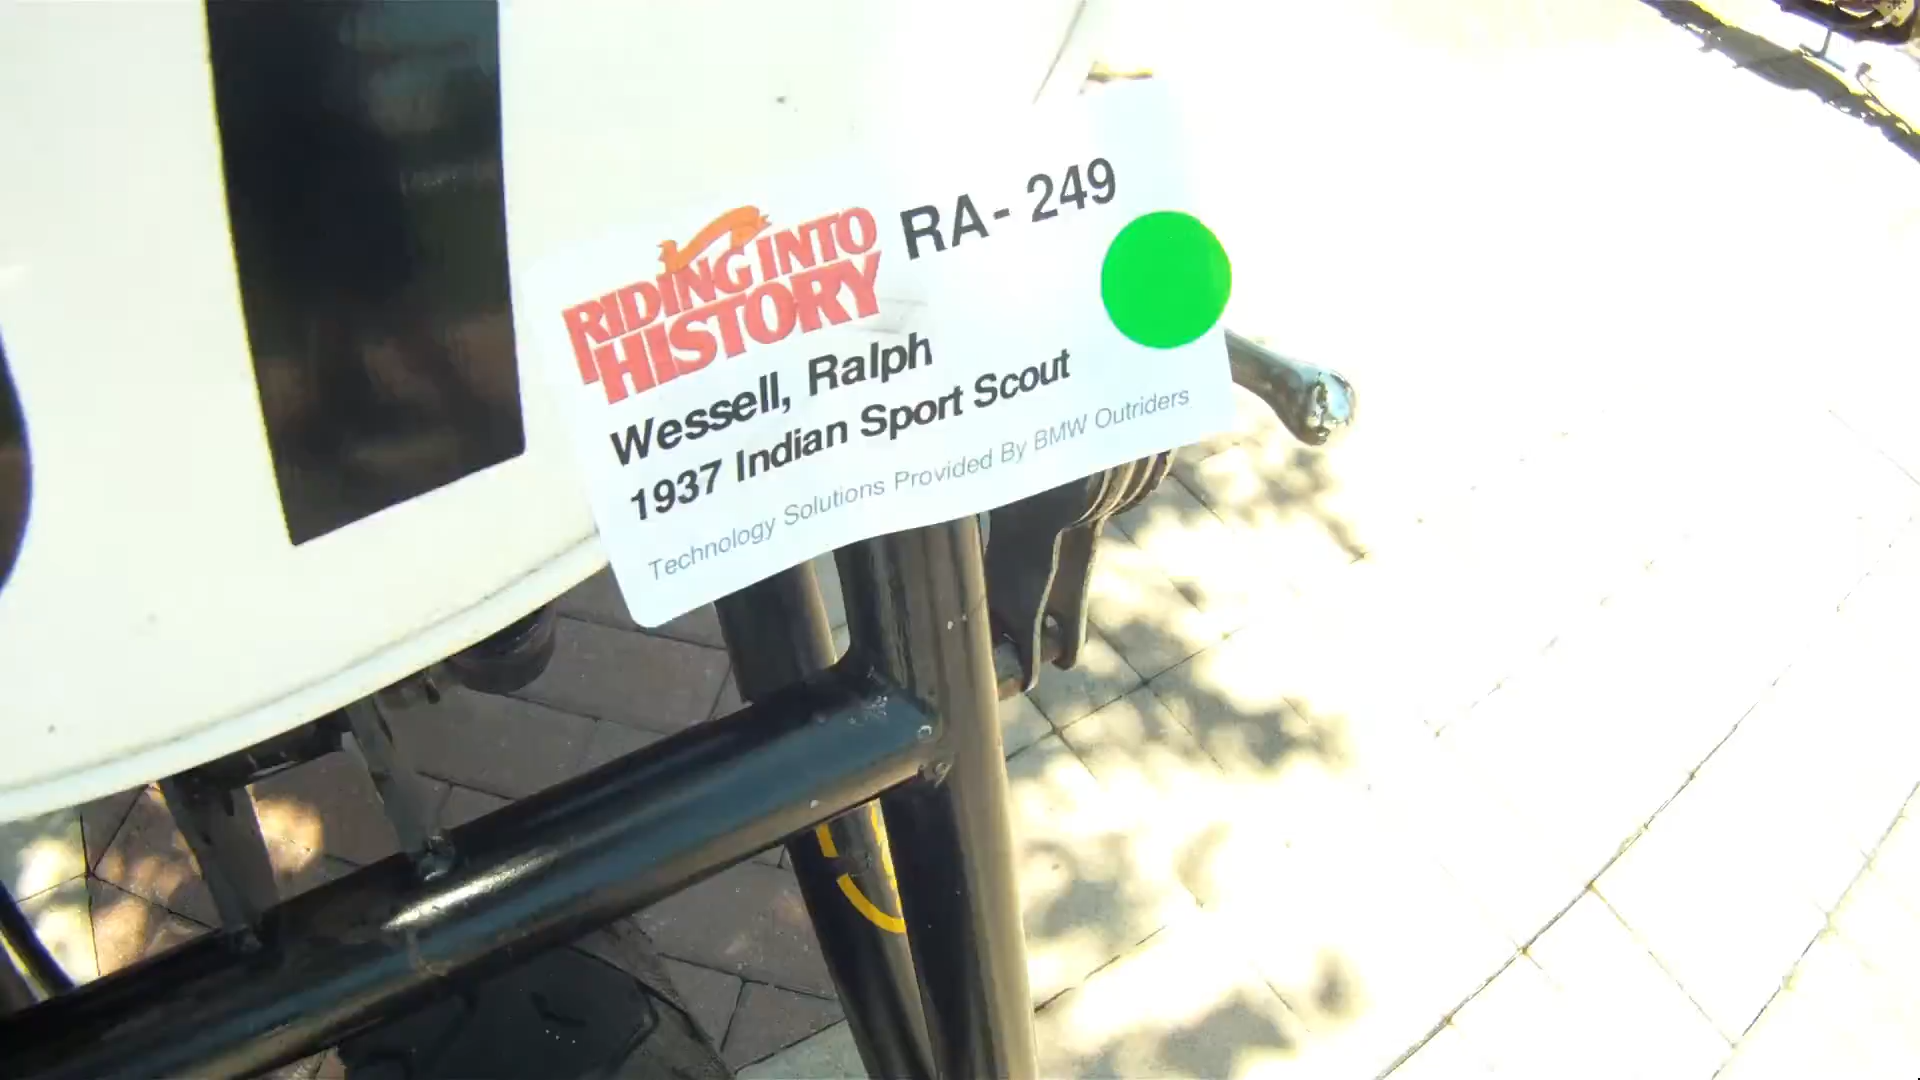 RIDING INTO
HISTORY
RA- 249
Wessell, Ralph
1937 Indian Sport Scout
Technology Solutions Provided By BMW Outriders